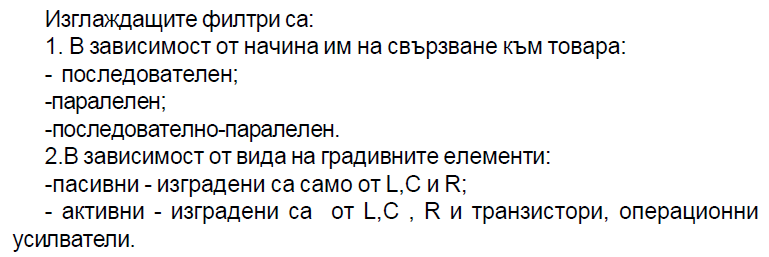 Изглаждащите филтри са:
1. В зависимост от начина им на свързване към товара:
- последователен;
-паралелен;
-последователно-паралелен.
2.В зависимост от вида на градивните елементи:
-пасивни - изградени са само от L,C и R;
- активни - изградени са от L,C , R и транзистори, операционни
усилватели.